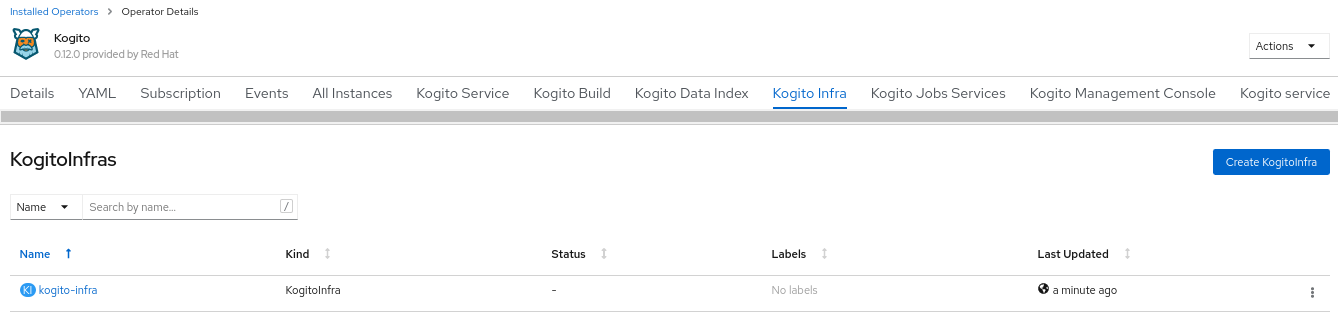 Installed Operators > Operator Details
Kogito
0.12.0 provided by Red Hat
Actions
Details YAML Subscription Events All Instances Kogito Service Kogito Build Kogito Data Index Kogito Infra Kogito Jobs Services Kogito Management Console Kogito service
KogitoInfras
Create KogitoInfra
Name Search by name... /
Name Kind Status Labels Last Updated
KI kogito-infra KogitoInfra - No labels a minute ago